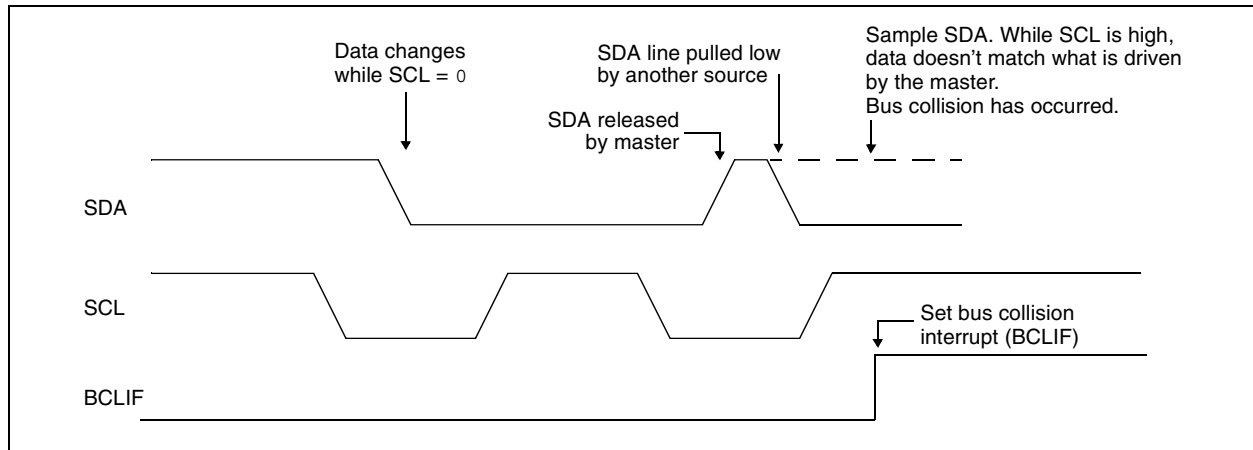 Data changes
while SCL = 0
SDA line pulled low
by another source
Sample SDA. While SCL is high,
data doesn't match what is driven
by the master.
Bus collision has occurred.
SDA released
by master
SDA
SCL
Set bus collision
interrupt (BCLIF)
BCLIF